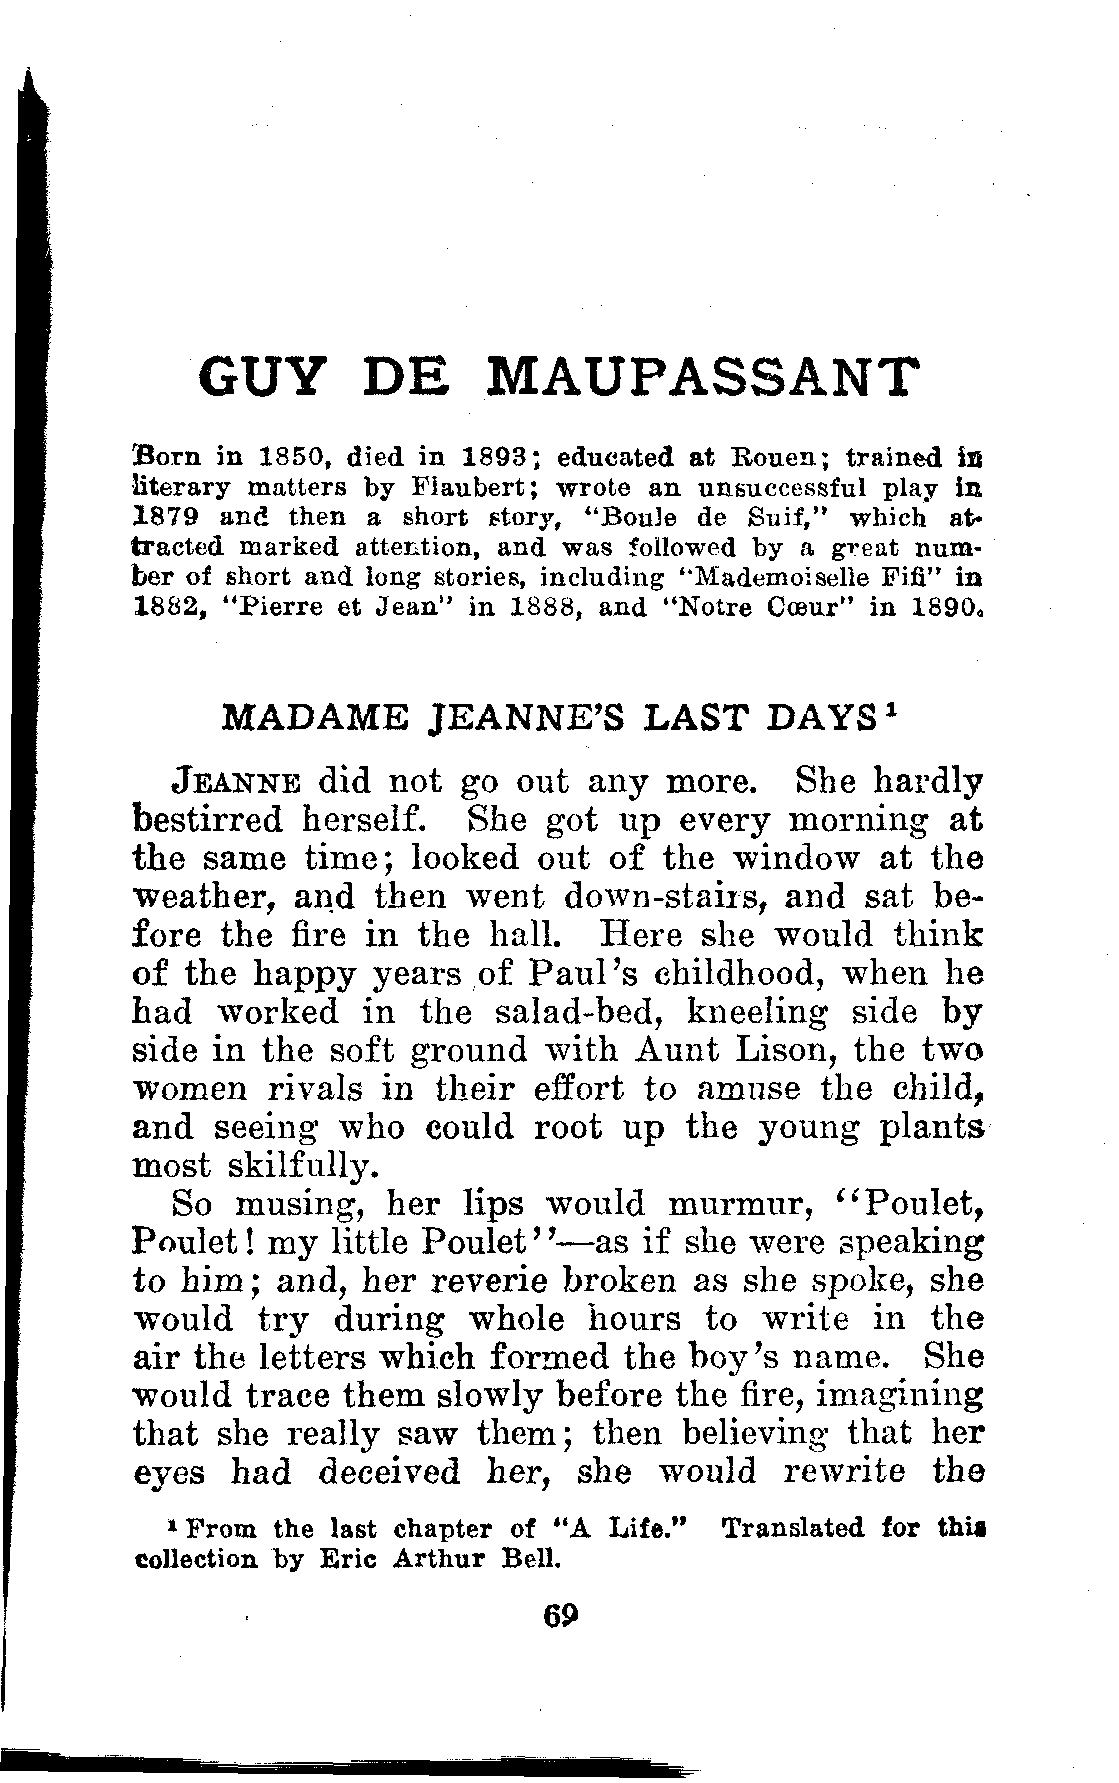 GUY DE MAUPASSANT
Born in 1850, died in 1893; educated at Rouen; trained in
literary matters by Flaubert; wrote an unsuccessful play in
1879 and then a short story, "Boule de Suif," which at-
tracted marked attention, and was followed by a great num-
ber of short and long stories, including "Mademoiselle Fifi" in
1882, "Pierre et Jean" in 1888, and "Notre Cœur" in 1890.
MADAME JEANNE'S LAST DAYS¹
JEANNE did not go out any more. She hardly
bestirred herself. She got up every morning at
the same time; looked out of the window at the
weather, and then went down-stairs, and sat be-
fore the fire in the hall. Here she would think
of the happy years of Paul's childhood, when he
had worked in the salad-bed, kneeling side by
side in the soft ground with Aunt Lison, the two
women rivals in their effort to amuse the child,
and seeing who could root up the young plants
most skilfully.
So musing, her lips would murmur, "Poulet,
Poulet! my little Poulet"—as if she were speaking
to him; and, her reverie broken as she spoke, she
would try during whole hours to write in the
air the letters which formed the boy's name. She
would trace them slowly before the fire, imagining
that she really saw them; then believing that her
eyes had deceived her, she would rewrite the
¹ From the last chapter of "A Life." Translated for this
collection by Eric Arthur Bell.
69